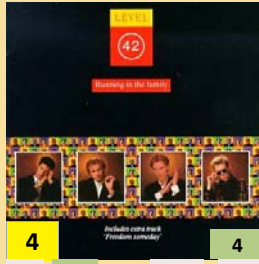 LEVEL
42
Running in the family
Includes extra track
'Freedom someday'
4
4